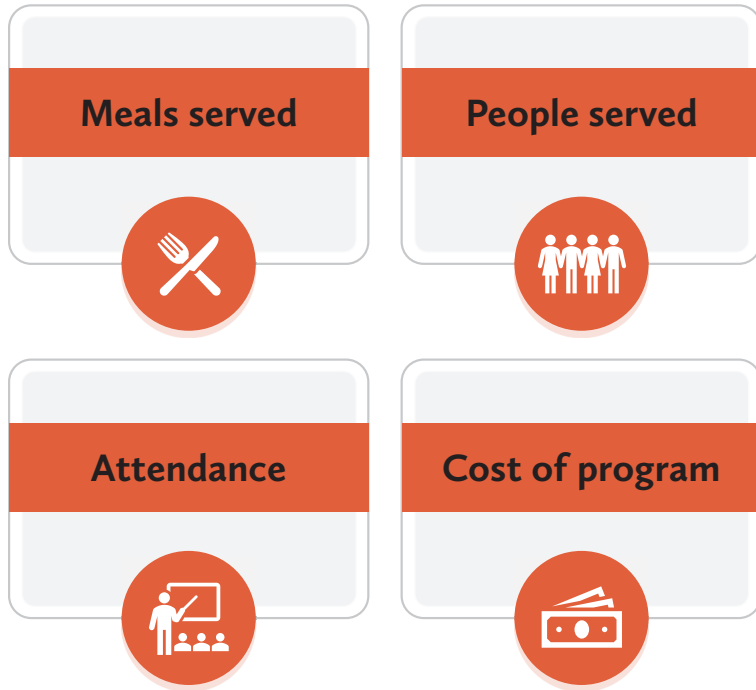 Meals served
People served
Attendance
Cost of program